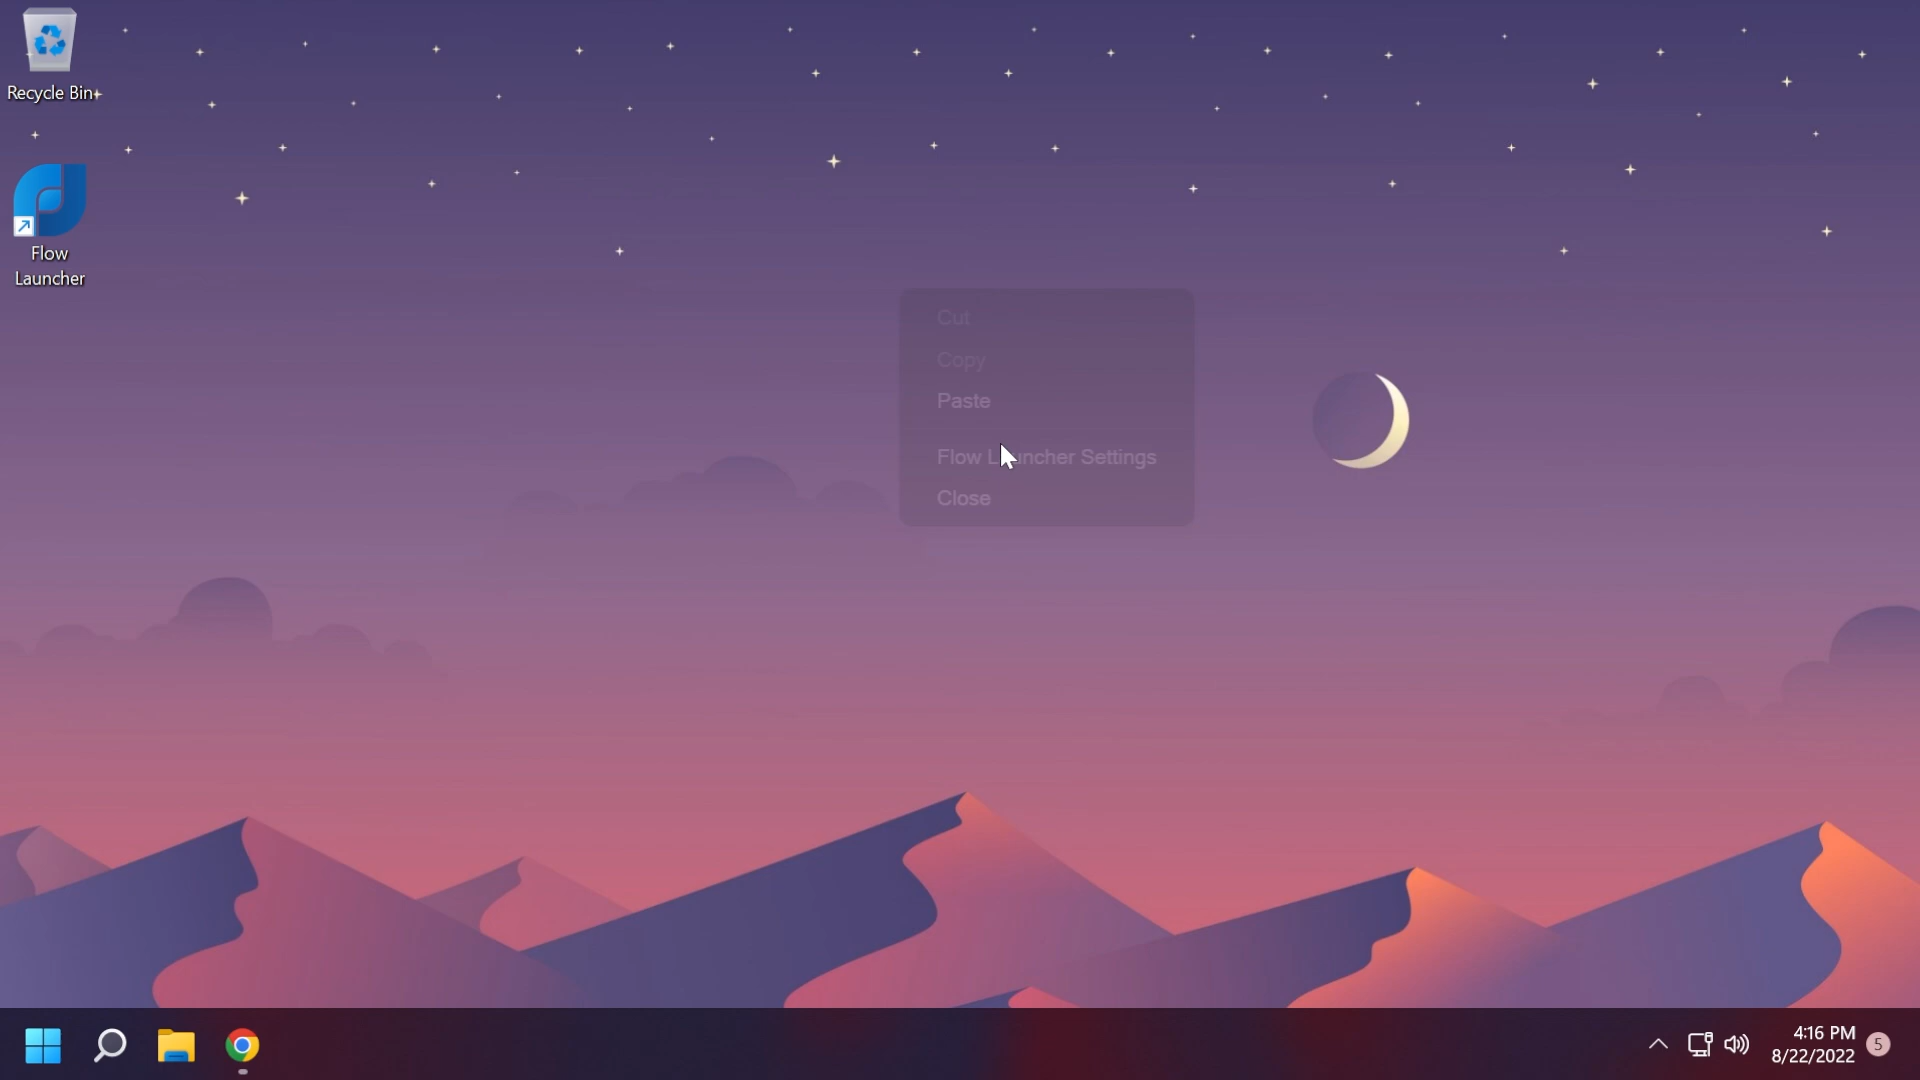 Recycle Bin
Flow
Launcher
Cut
Copy
Paste
Flow Launcher Settings
Close
4:16 PM
8/22/2022
5